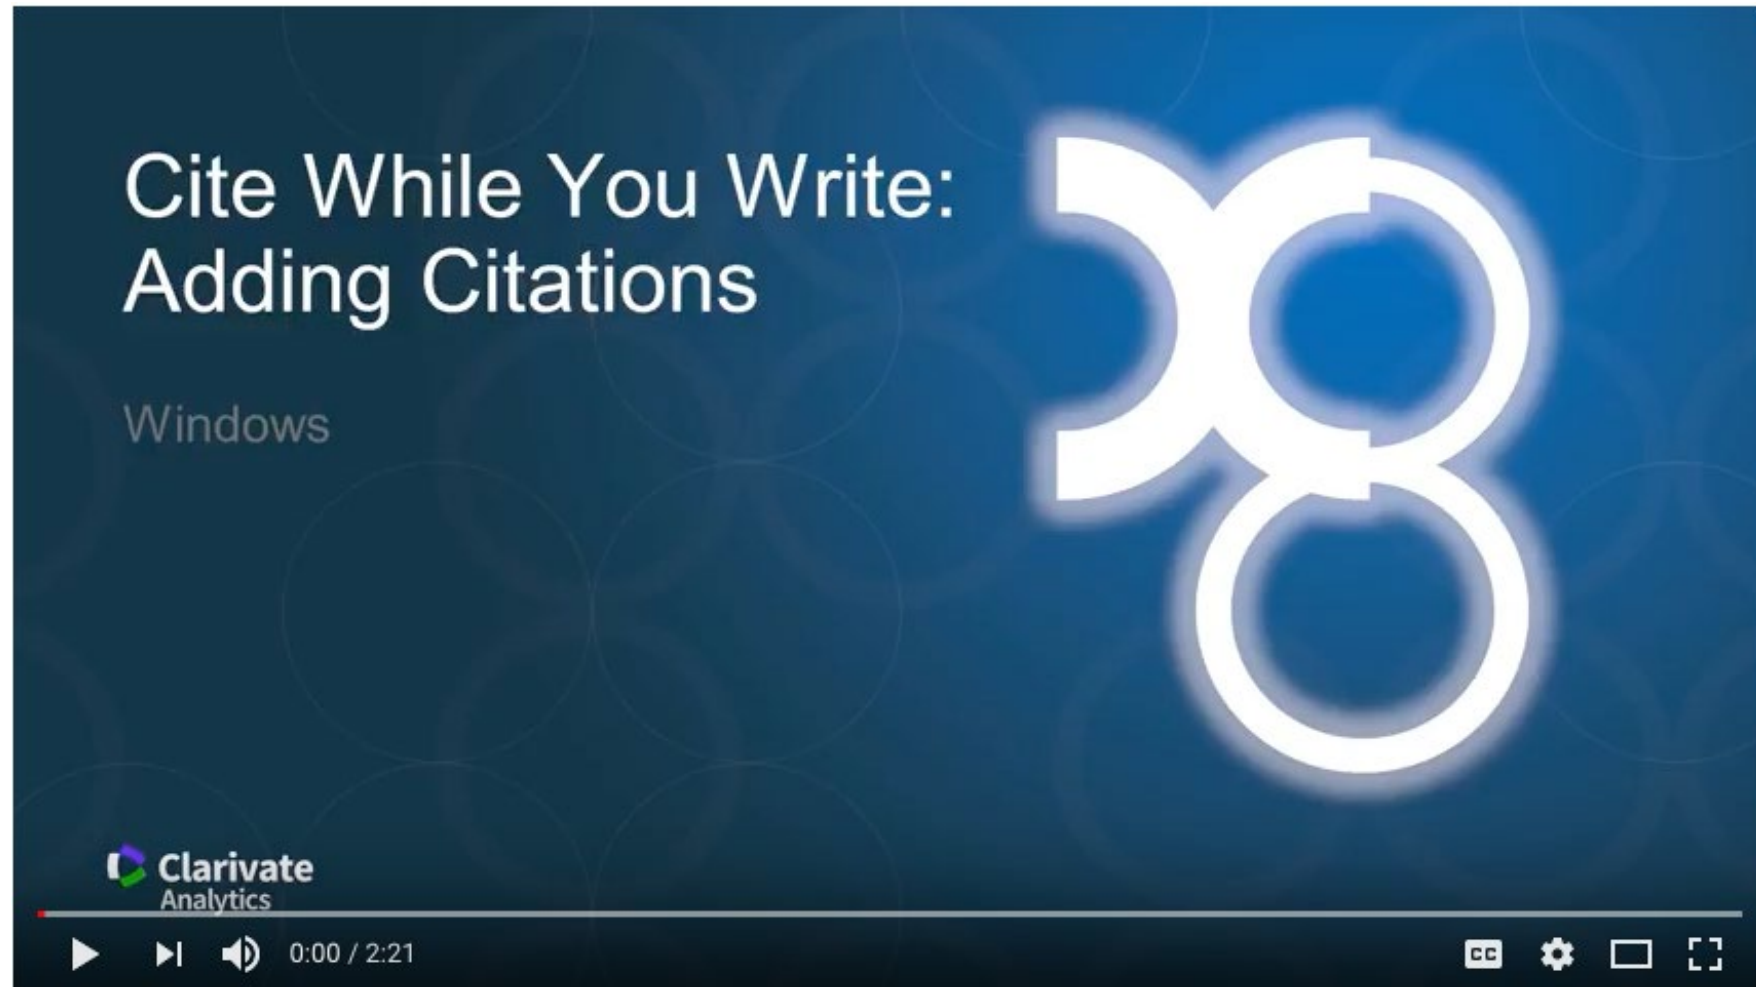 Cite While You Write:
Adding Citations
Windows
Clarivate
Analytics
0:00 / 2:21
CC